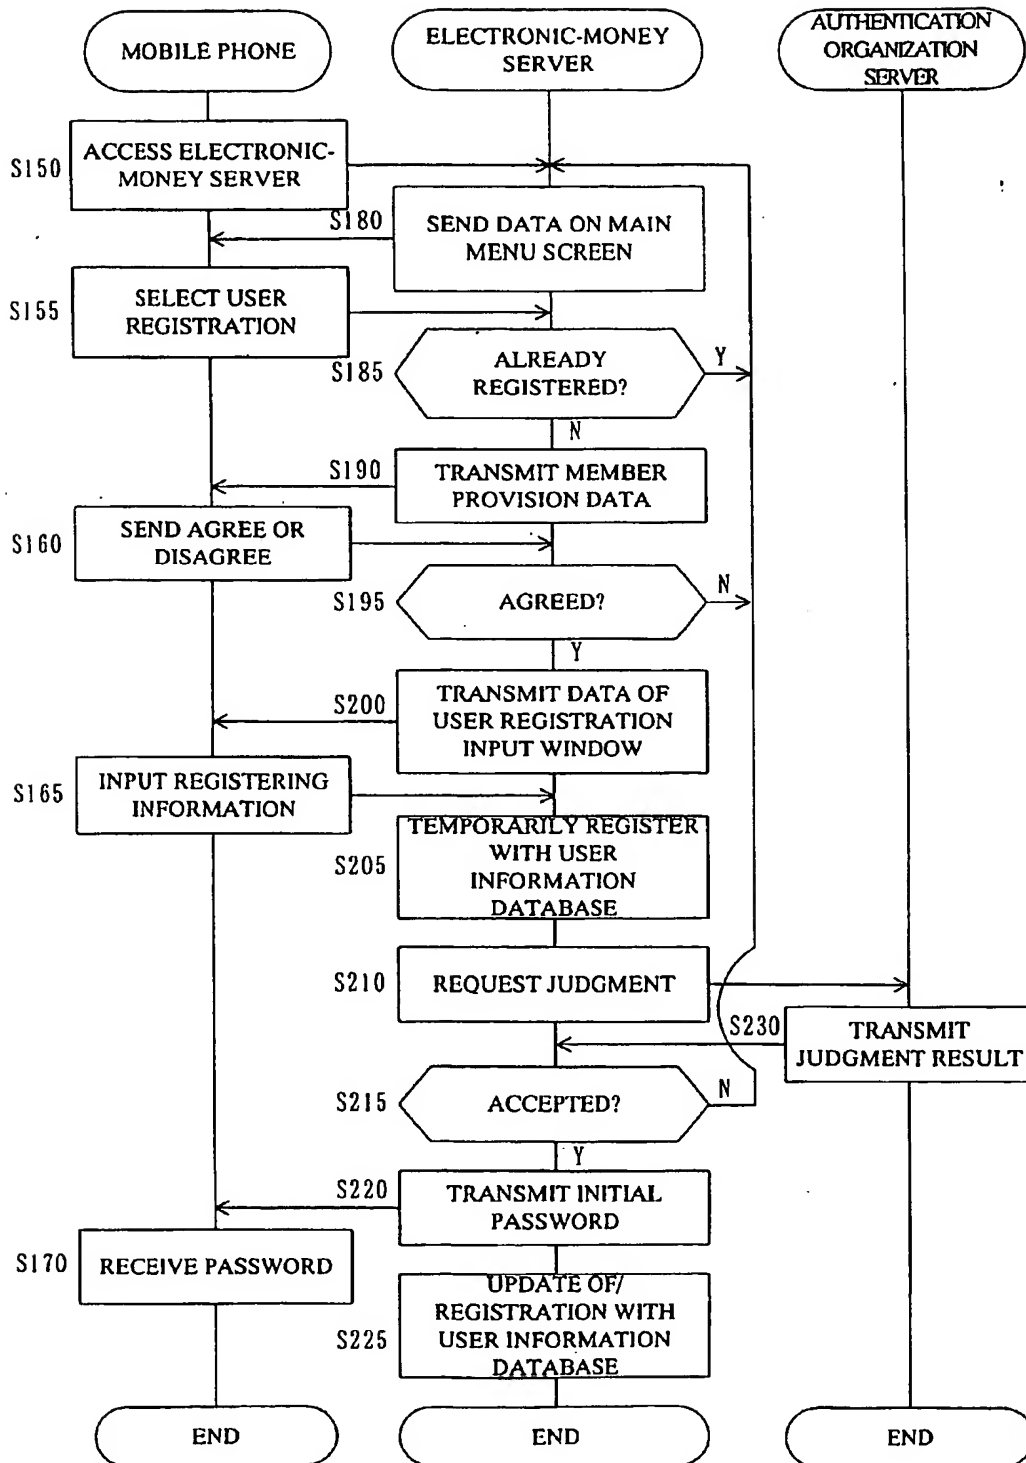 MOBILE PHONE
ELECTRONIC-MONEY
SERVER
AUTHENTICATION
ORGANIZATION
SERVER
S150
ACCESS ELECTRONIC-
MONEY SERVER
S180
SEND DATA ON MAIN
MENU SCREEN
S155
SELECT USER
REGISTRATION
S185
ALREADY
REGISTERED?
Y
N
S190
TRANSMIT MEMBER
PROVISION DATA
S160
SEND AGREE OR
DISAGREE
S195
AGREED?
N
Y
S200
TRANSMIT DATA OF
USER REGISTRATION
INPUT WINDOW
S165
INPUT REGISTERING
INFORMATION
S205
TEMPORARILY REGISTER
WITH USER
INFORMATION
DATABASE
S210
REQUEST JUDGMENT
S230
TRANSMIT
JUDGMENT RESULT
S215
ACCEPTED?
N
Y
S220
TRANSMIT INITIAL
PASSWORD
S170
RECEIVE PASSWORD
S225
UPDATE OF/
REGISTRATION WITH
USER INFORMATION
DATABASE
END
END
END